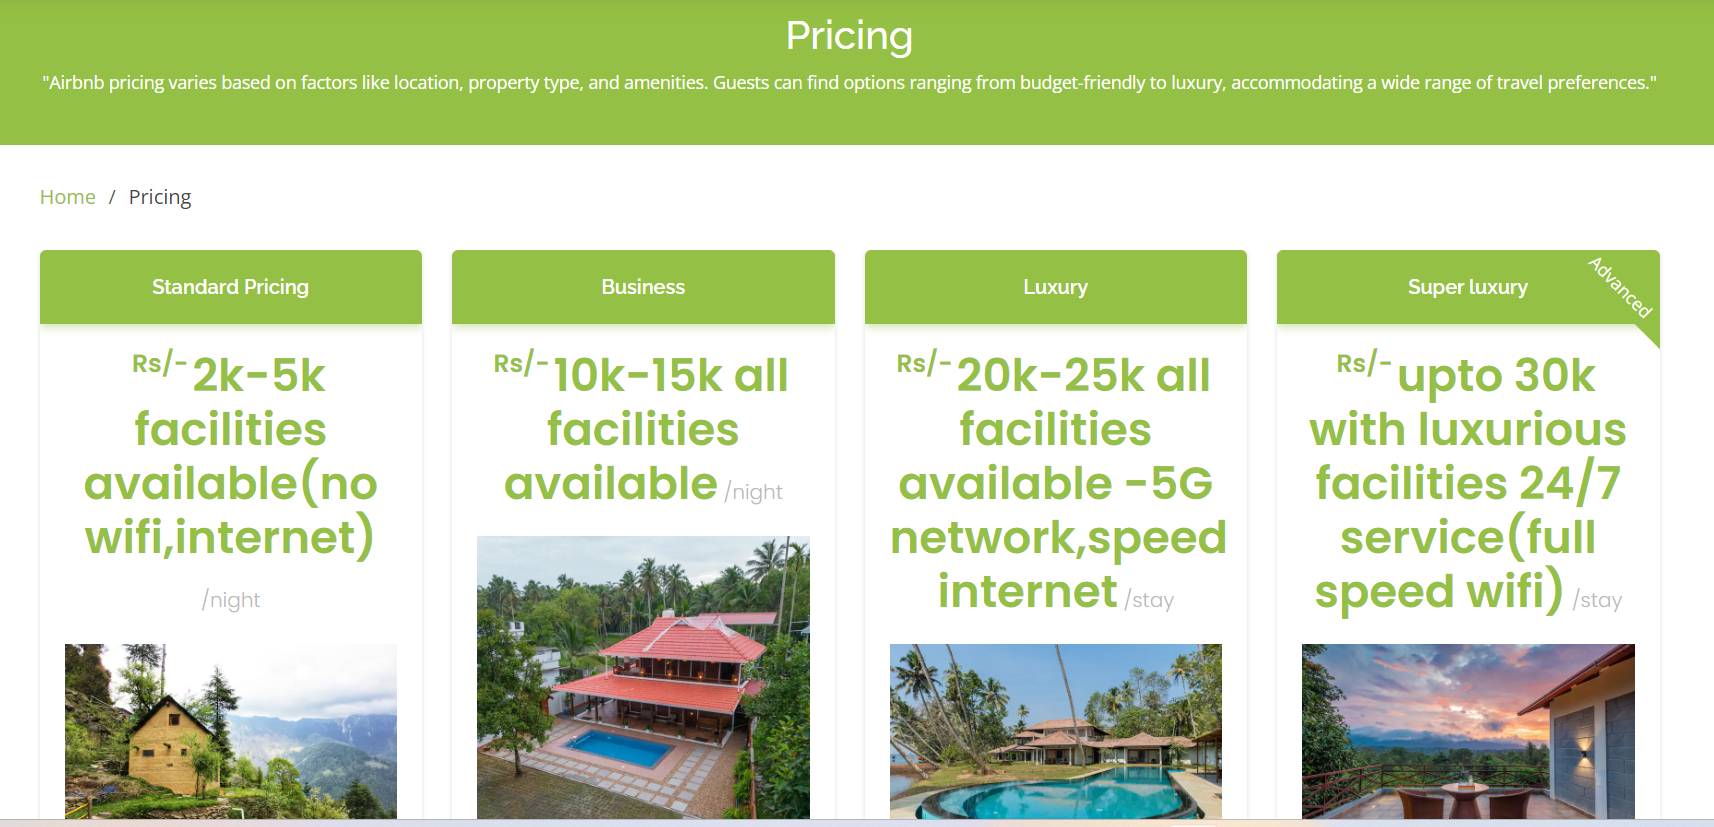 Pricing
"Airbnb pricing varies based on factors like location, property type, and amenities. Guests can find options ranging from budget-friendly to luxury, accommodating a wide range of travel preferences."
Home / Pricing
Standard Pricing
Rs/- 2k-5k
facilities
available(no
wifi,internet)
/night
Business
Rs/- 10k-15k all
facilities
available /night
Luxury
Rs/- 20k-25k all
facilities
available -5G
network,speed
internet /stay
Super luxury
Advanced
Rs/- upto 30k
with luxurious
facilities 24/7
service(full
speed wifi) /stay